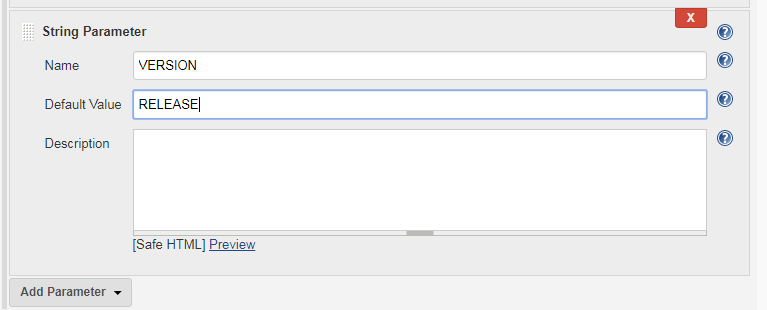 X
String Parameter
?
Name VERSION ?
Default Value RELEASE ?
Description ?
[Safe HTML] Preview
Add Parameter